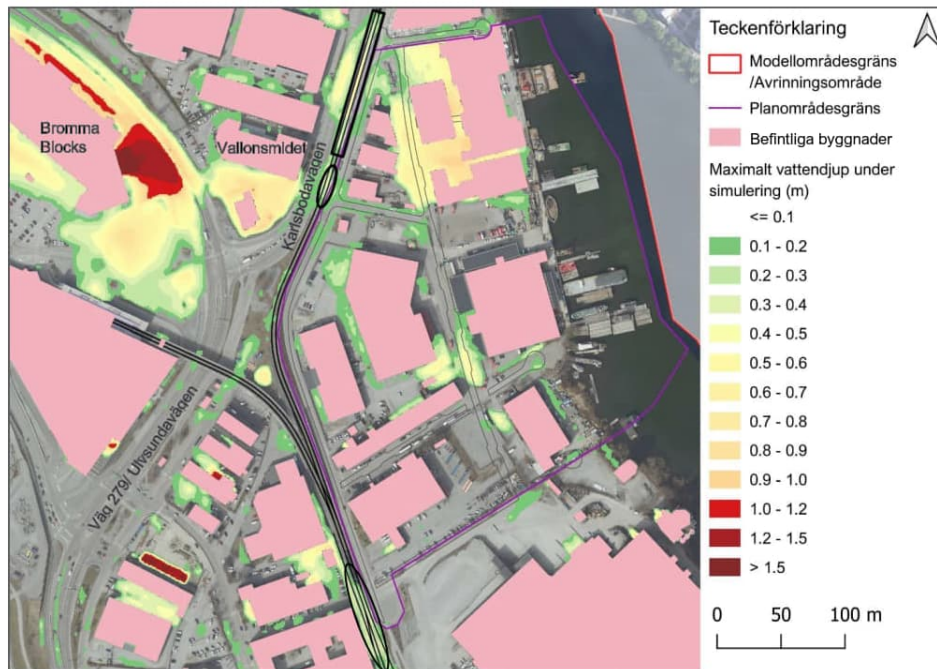 Bromma
Blocks
Vallonsmidet
Karlsbodavägen
Väg 279/ Ulvsundavägen
Teckenförklaring
Modellområdesgräns
/Avrinningsområde
Planområdesgräns
Befintliga byggnader
Maximalt vattendjup under
simulering (m)
<= 0.1
0.1 - 0.2
0.2 - 0.3
0.3 - 0.4
0.4 - 0.5
0.5 - 0.6
0.6 - 0.7
0.7 - 0.8
0.8 - 0.9
0.9 - 1.0
1.0 - 1.2
1.2 - 1.5
> 1.5
0 50 100 m